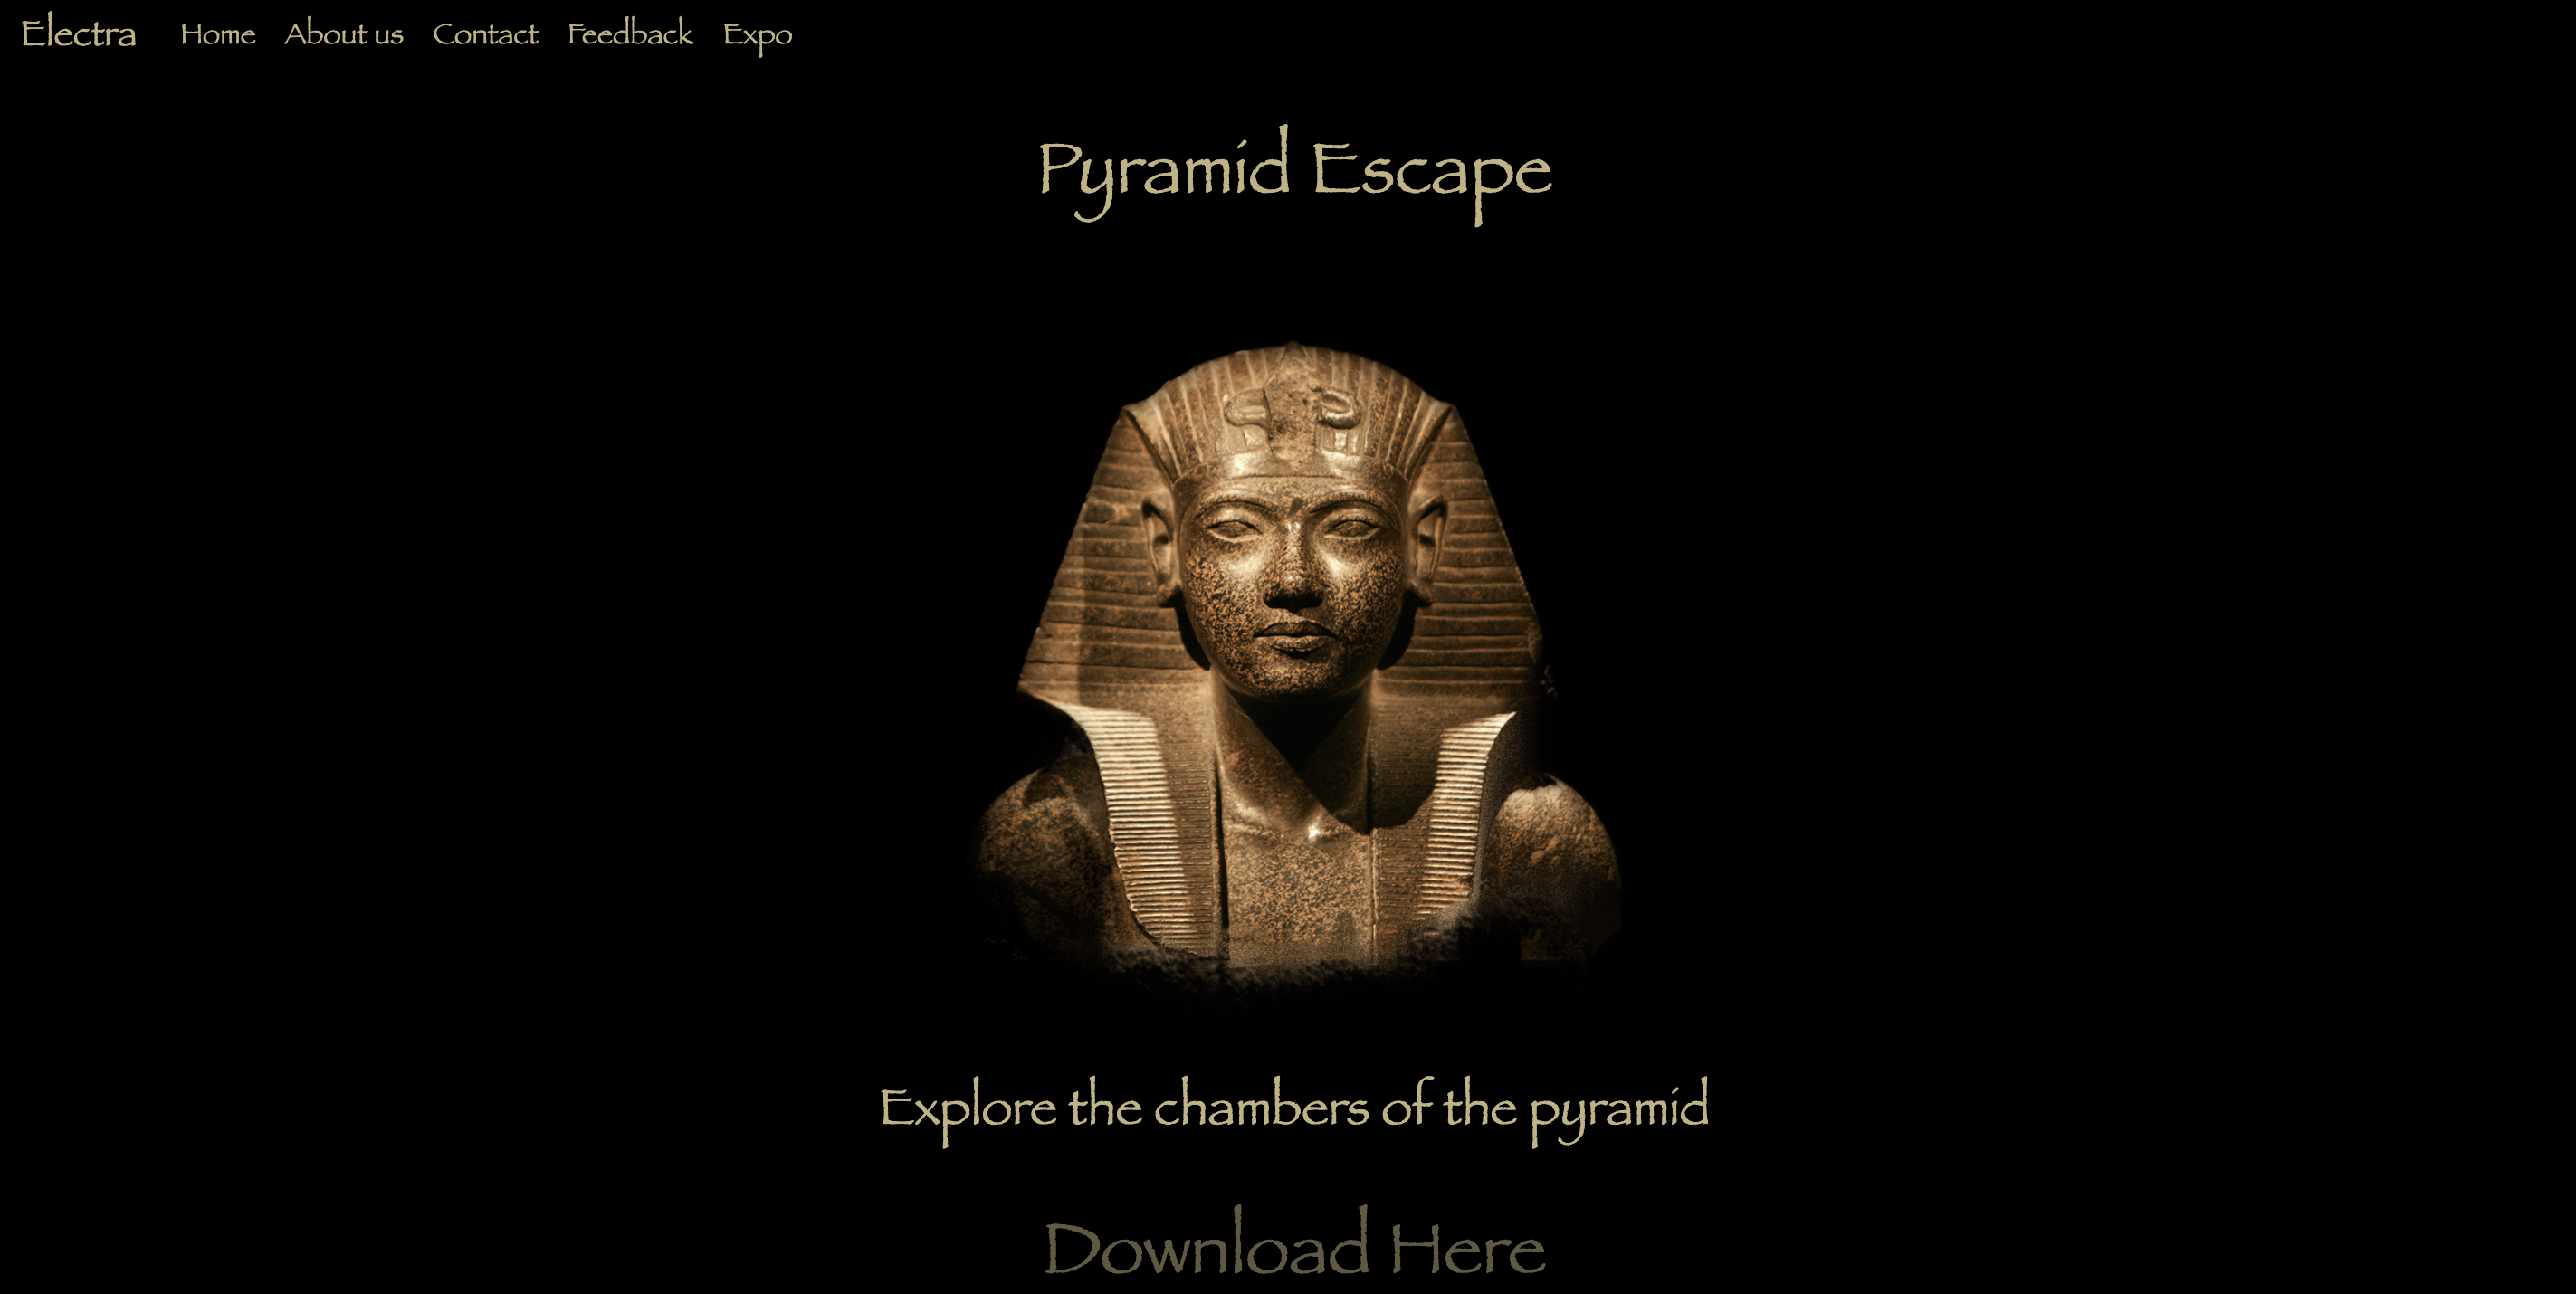 Electra Home About us Contact Feedback Expo
Pyramid Escape
Explore the chambers of the pyramid
Download Here